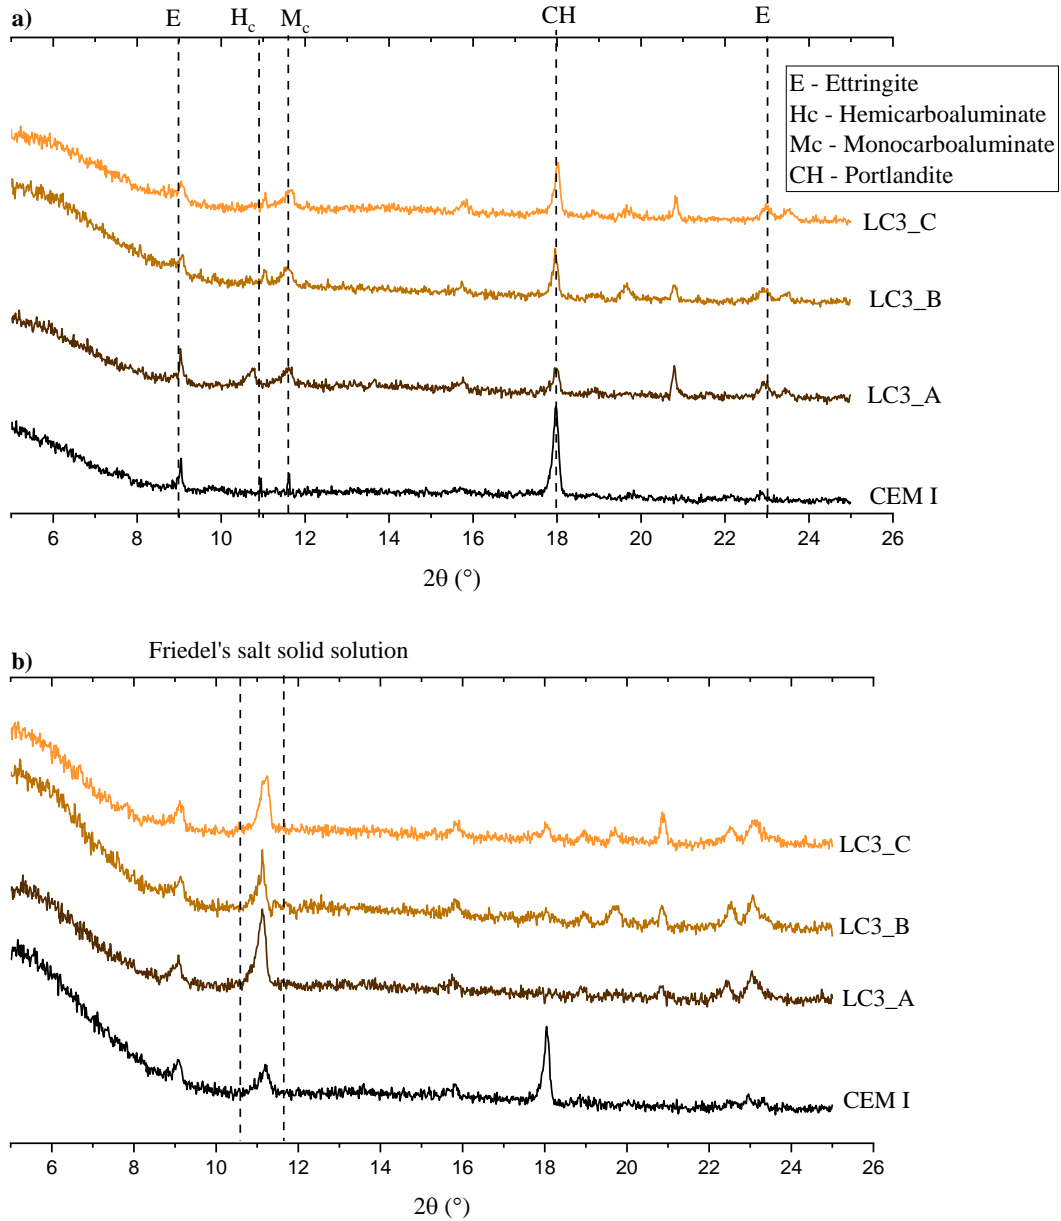 a)
E H_c M_c CH E
E - Ettringite
Hc - Hemicarboaluminate
Mc - Monocarboaluminate
CH - Portlandite
LC3_C
LC3_B
LC3_A
CEM I
6 8 10 12 14 16 18 20 22 24 26
2θ (°)
b)
Friedel's salt solid solution
LC3_C
LC3_B
LC3_A
CEM I
6 8 10 12 14 16 18 20 22 24 26
2θ (°)